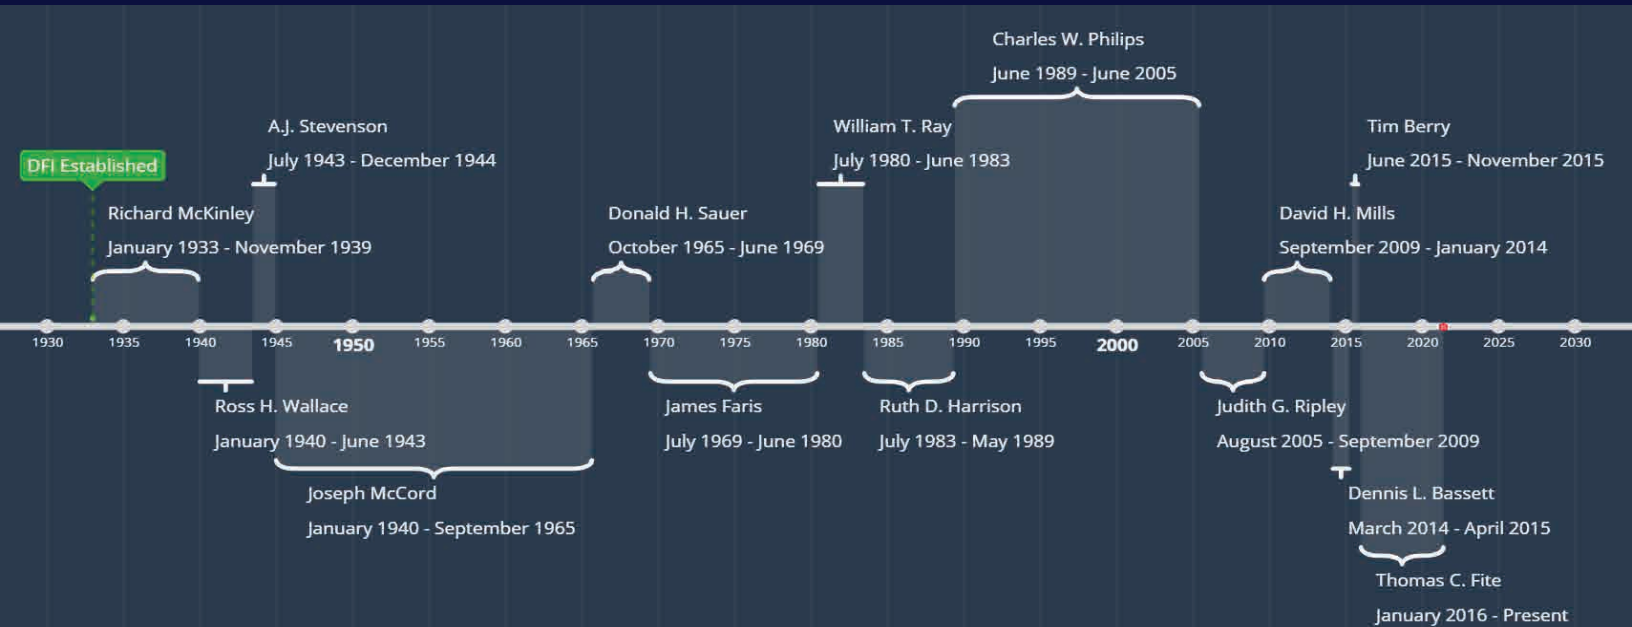 Charles W. Philips
June 1989 - June 2005
A.J. Stevenson
July 1943 - December 1944
William T. Ray
July 1980 - June 1983
Tim Berry
June 2015 - November 2015
DFI Established
Richard McKinley
January 1933 - November 1939
Donald H. Sauer
October 1965 - June 1969
David H. Mills
September 2009 - January 2014
1930 1935 1940 1945 1950 1955 1960 1965 1970 1975 1980 1985 1990 1995 2000 2005 2010 2015 2020 2025 2030
Ross H. Wallace
January 1940 - June 1943
James Faris
July 1969 - June 1980
Ruth D. Harrison
July 1983 - May 1989
Judith G. Ripley
August 2005 - September 2009
Joseph McCord
January 1940 - September 1965
Dennis L. Bassett
March 2014 - April 2015
Thomas C. Fite
January 2016 - Present